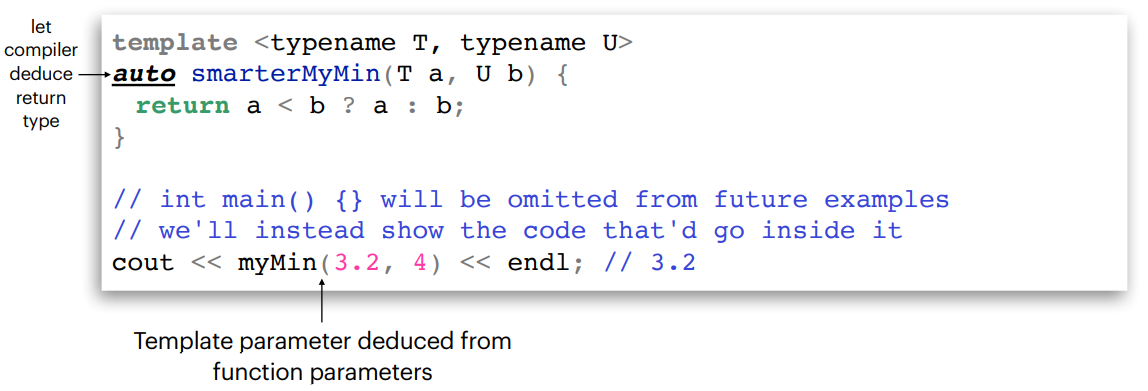 let
compiler
deduce
return
type
template <typename T, typename U>
auto smarterMyMin(T a, U b) {
return a < b ? a : b;
}
// int main() {} will be omitted from future examples
// we'll instead show the code that'd go inside it
cout << myMin(3.2, 4) << endl; // 3.2
Template parameter deduced from
function parameters